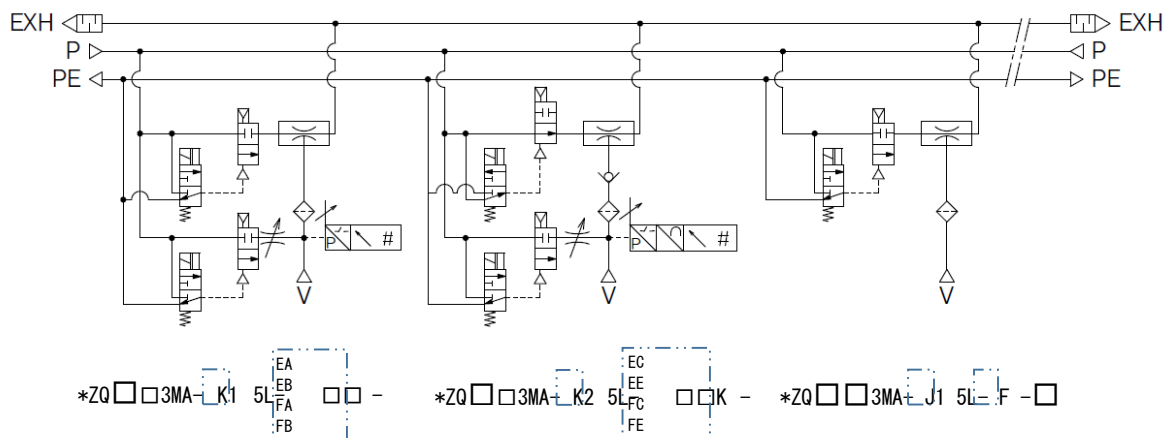 EXH EXH
P P
PE PE
P #
P #
V V V
*ZQ□□3MA-K1 5L-□□-
EA
EB
FA
FB
*ZQ□□3MA-K2 5L-□□K-
EC
EE
FC
FE
*ZQ□□3MA-J1 5L-F-□